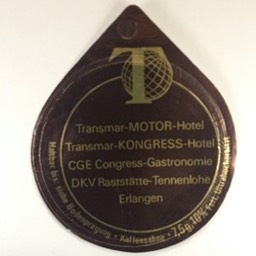 T
Transmar-MOTOR-Hotel
Transmar-KONGRESS-Hotel
CGE Congress-Gastronomie
DKV Raststätte-Tennenlohe
Erlangen
Haltbar bis: siehe Bodenprägung • Kaffeesahne • 7,5 g, 10% Fett, Ultrahocherhitzt